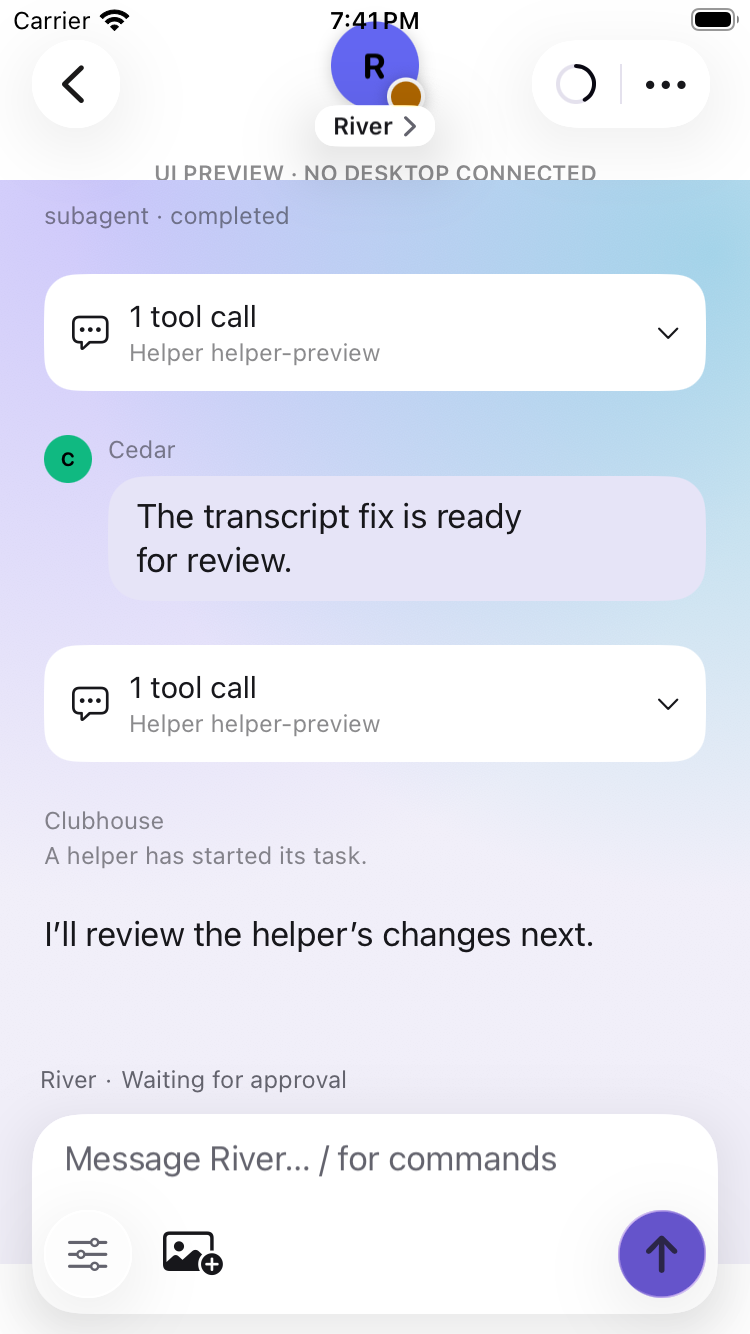 Carrier 7:41 PM
R
River
UI PREVIEW · NO DESKTOP CONNECTED
subagent · completed
1 tool call
Helper helper-preview
C
Cedar
The transcript fix is ready
for review.
1 tool call
Helper helper-preview
Clubhouse
A helper has started its task.
I’ll review the helper’s changes next.
River · Waiting for approval
Message River... / for commands